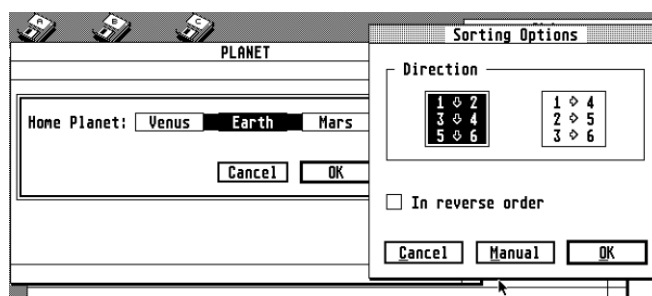 A B C
PLANET
Home Planet: Venus Earth Mars
Cancel OK
Sorting Options
Direction
1 ⇩ 2 1 ⇨ 4
3 ⇩ 4 2 ⇨ 5
5 ⇩ 6 3 ⇨ 6
In reverse order
Cancel Manual OK